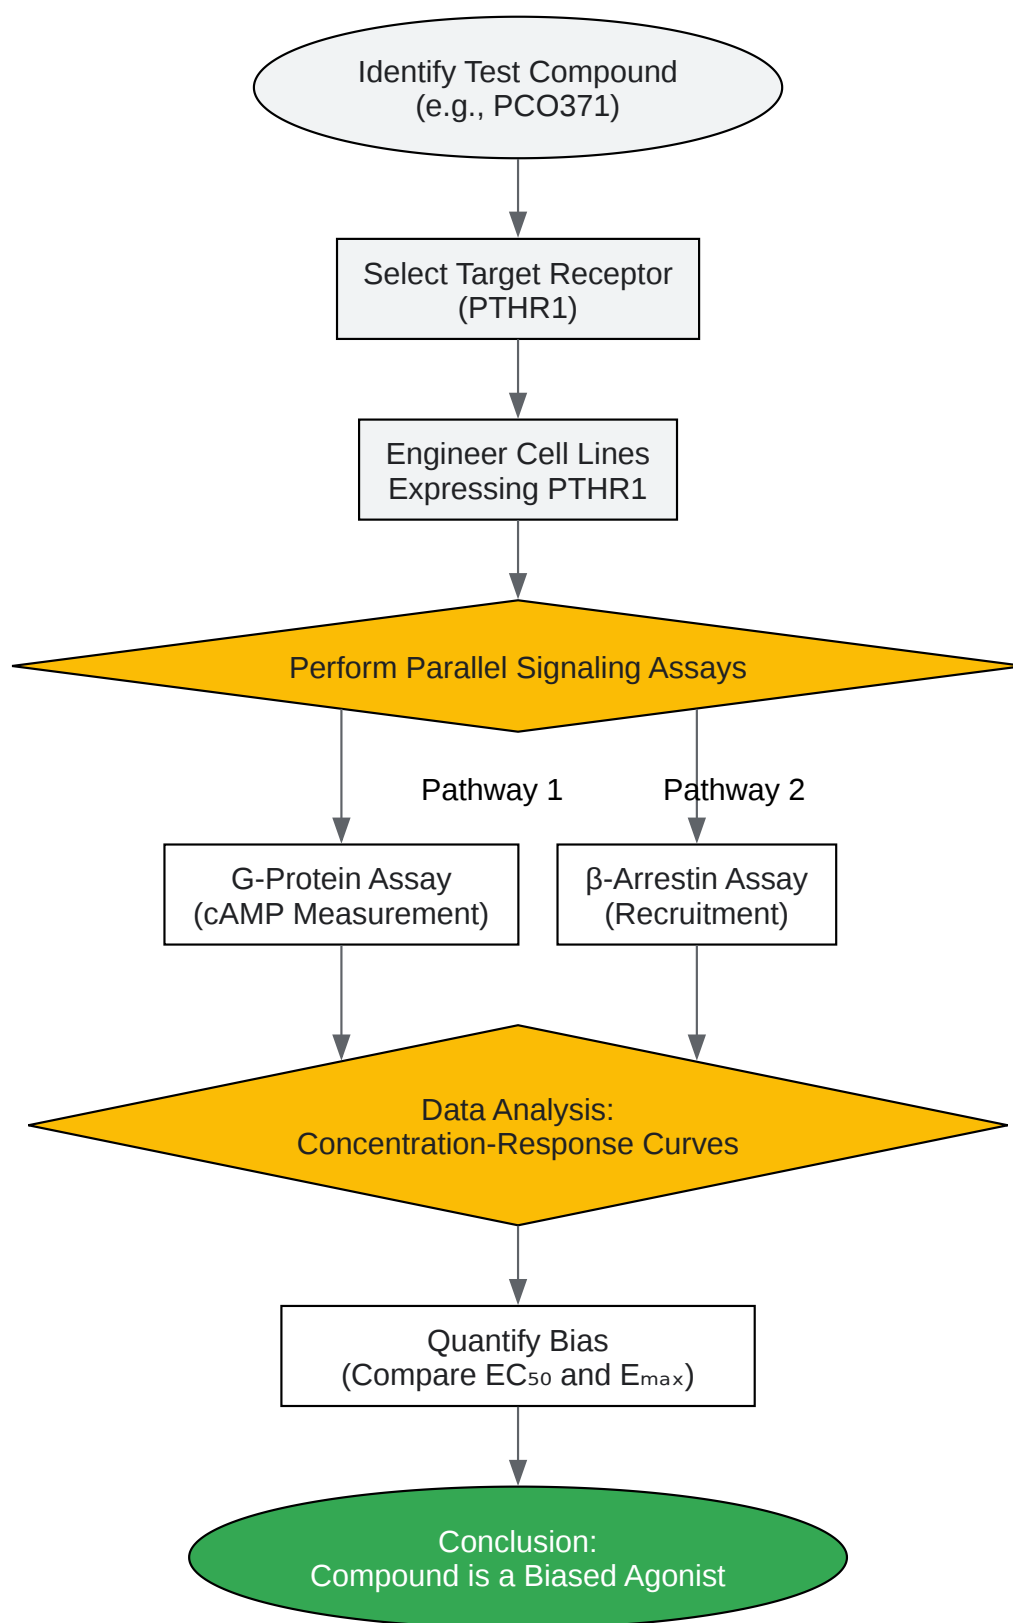 Identify Test Compound
(e.g., PCO371)
Select Target Receptor
(PTHR1)
Engineer Cell Lines
Expressing PTHR1
Perform Parallel Signaling Assays
Pathway 1
Pathway 2
G-Protein Assay
(cAMP Measurement)
β-Arrestin Assay
(Recruitment)
Data Analysis:
Concentration-Response Curves
Quantify Bias
(Compare EC₅₀ and Eₘₐₓ)
Conclusion:
Compound is a Biased Agonist